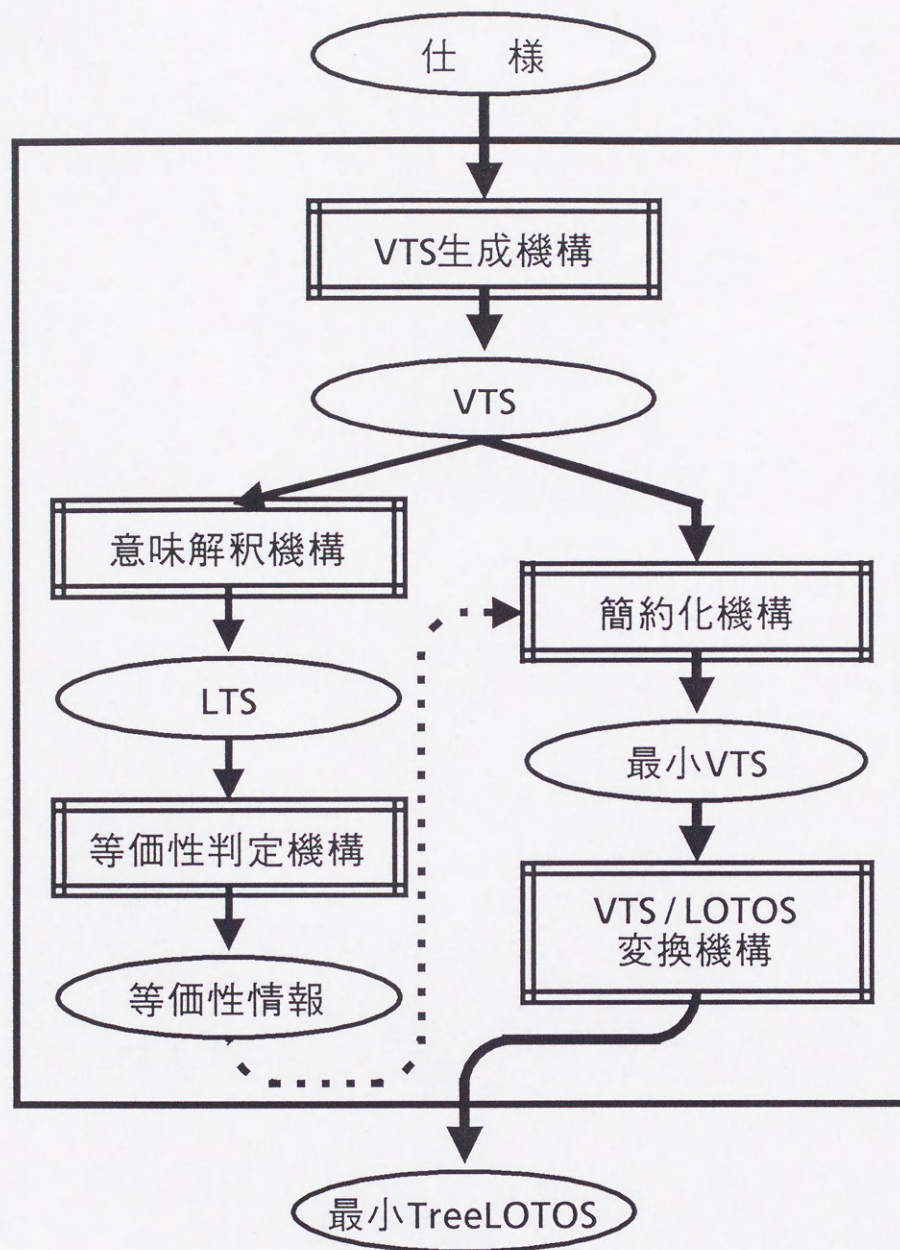 仕 様
VTS生成機構
VTS
意味解釈機構
簡約化機構
LTS
最小VTS
等価性判定機構
VTS / LOTOS
変換機構
等価性情報
最小TreeLOTOS